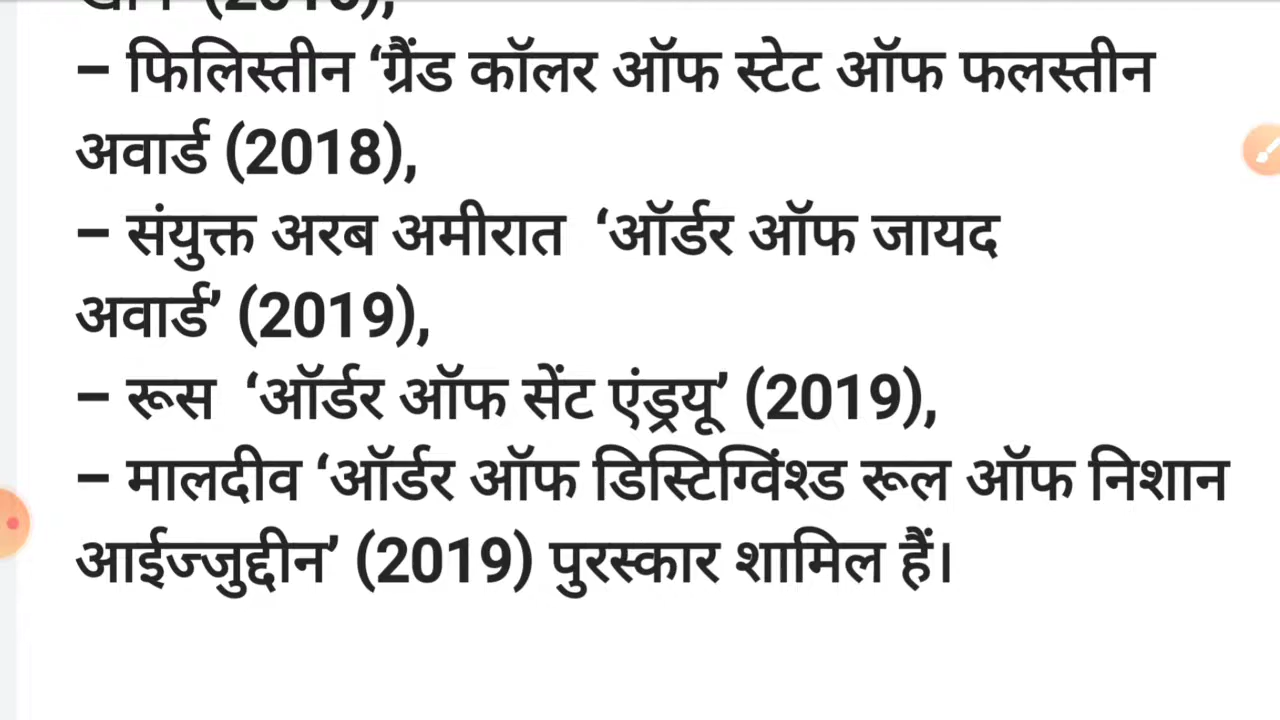 – फिलिस्तीन ‘ग्रैंड कॉलर ऑफ स्टेट ऑफ फलस्तीन
अवार्ड (2018),
– संयुक्त अरब अमीरात ‘ऑर्डर ऑफ जायद
अवार्ड’ (2019),
– रूस ‘ऑर्डर ऑफ सेंट एंड्रयू’ (2019),
– मालदीव ‘ऑर्डर ऑफ डिस्टिग्विंश्ड रूल ऑफ निशान
आईज्जुद्दीन’ (2019) पुरस्कार शामिल हैं।